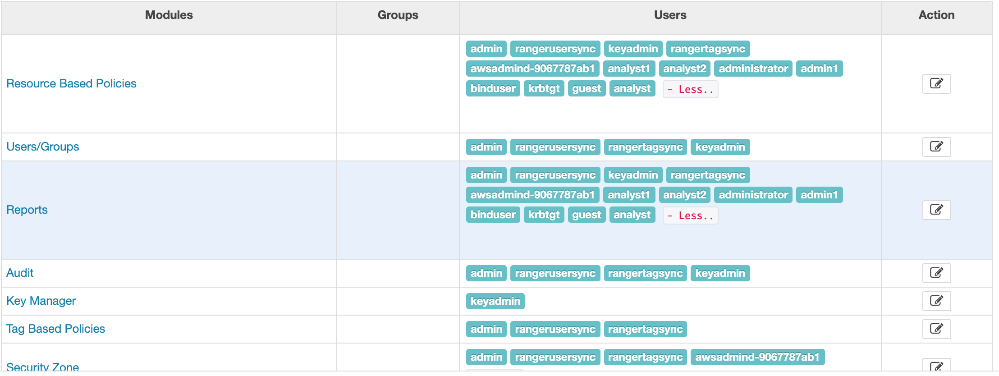 Modules Groups Users Action
Resource Based Policies
admin rangerusersync keyadmin rangertagsync
awsadmind-9067787ab1 analyst1 analyst2 administrator admin1
binduser krbtgt guest analyst - Less..
Users/Groups admin rangerusersync rangertagsync keyadmin
Reports
admin rangerusersync keyadmin rangertagsync
awsadmind-9067787ab1 analyst1 analyst2 administrator admin1
binduser krbtgt guest analyst - Less..
Audit admin rangerusersync rangertagsync keyadmin
Key Manager keyadmin
Tag Based Policies admin rangerusersync rangertagsync
admin rangerusersync rangertagsync awsadmind-9067787ab1
Security Zone